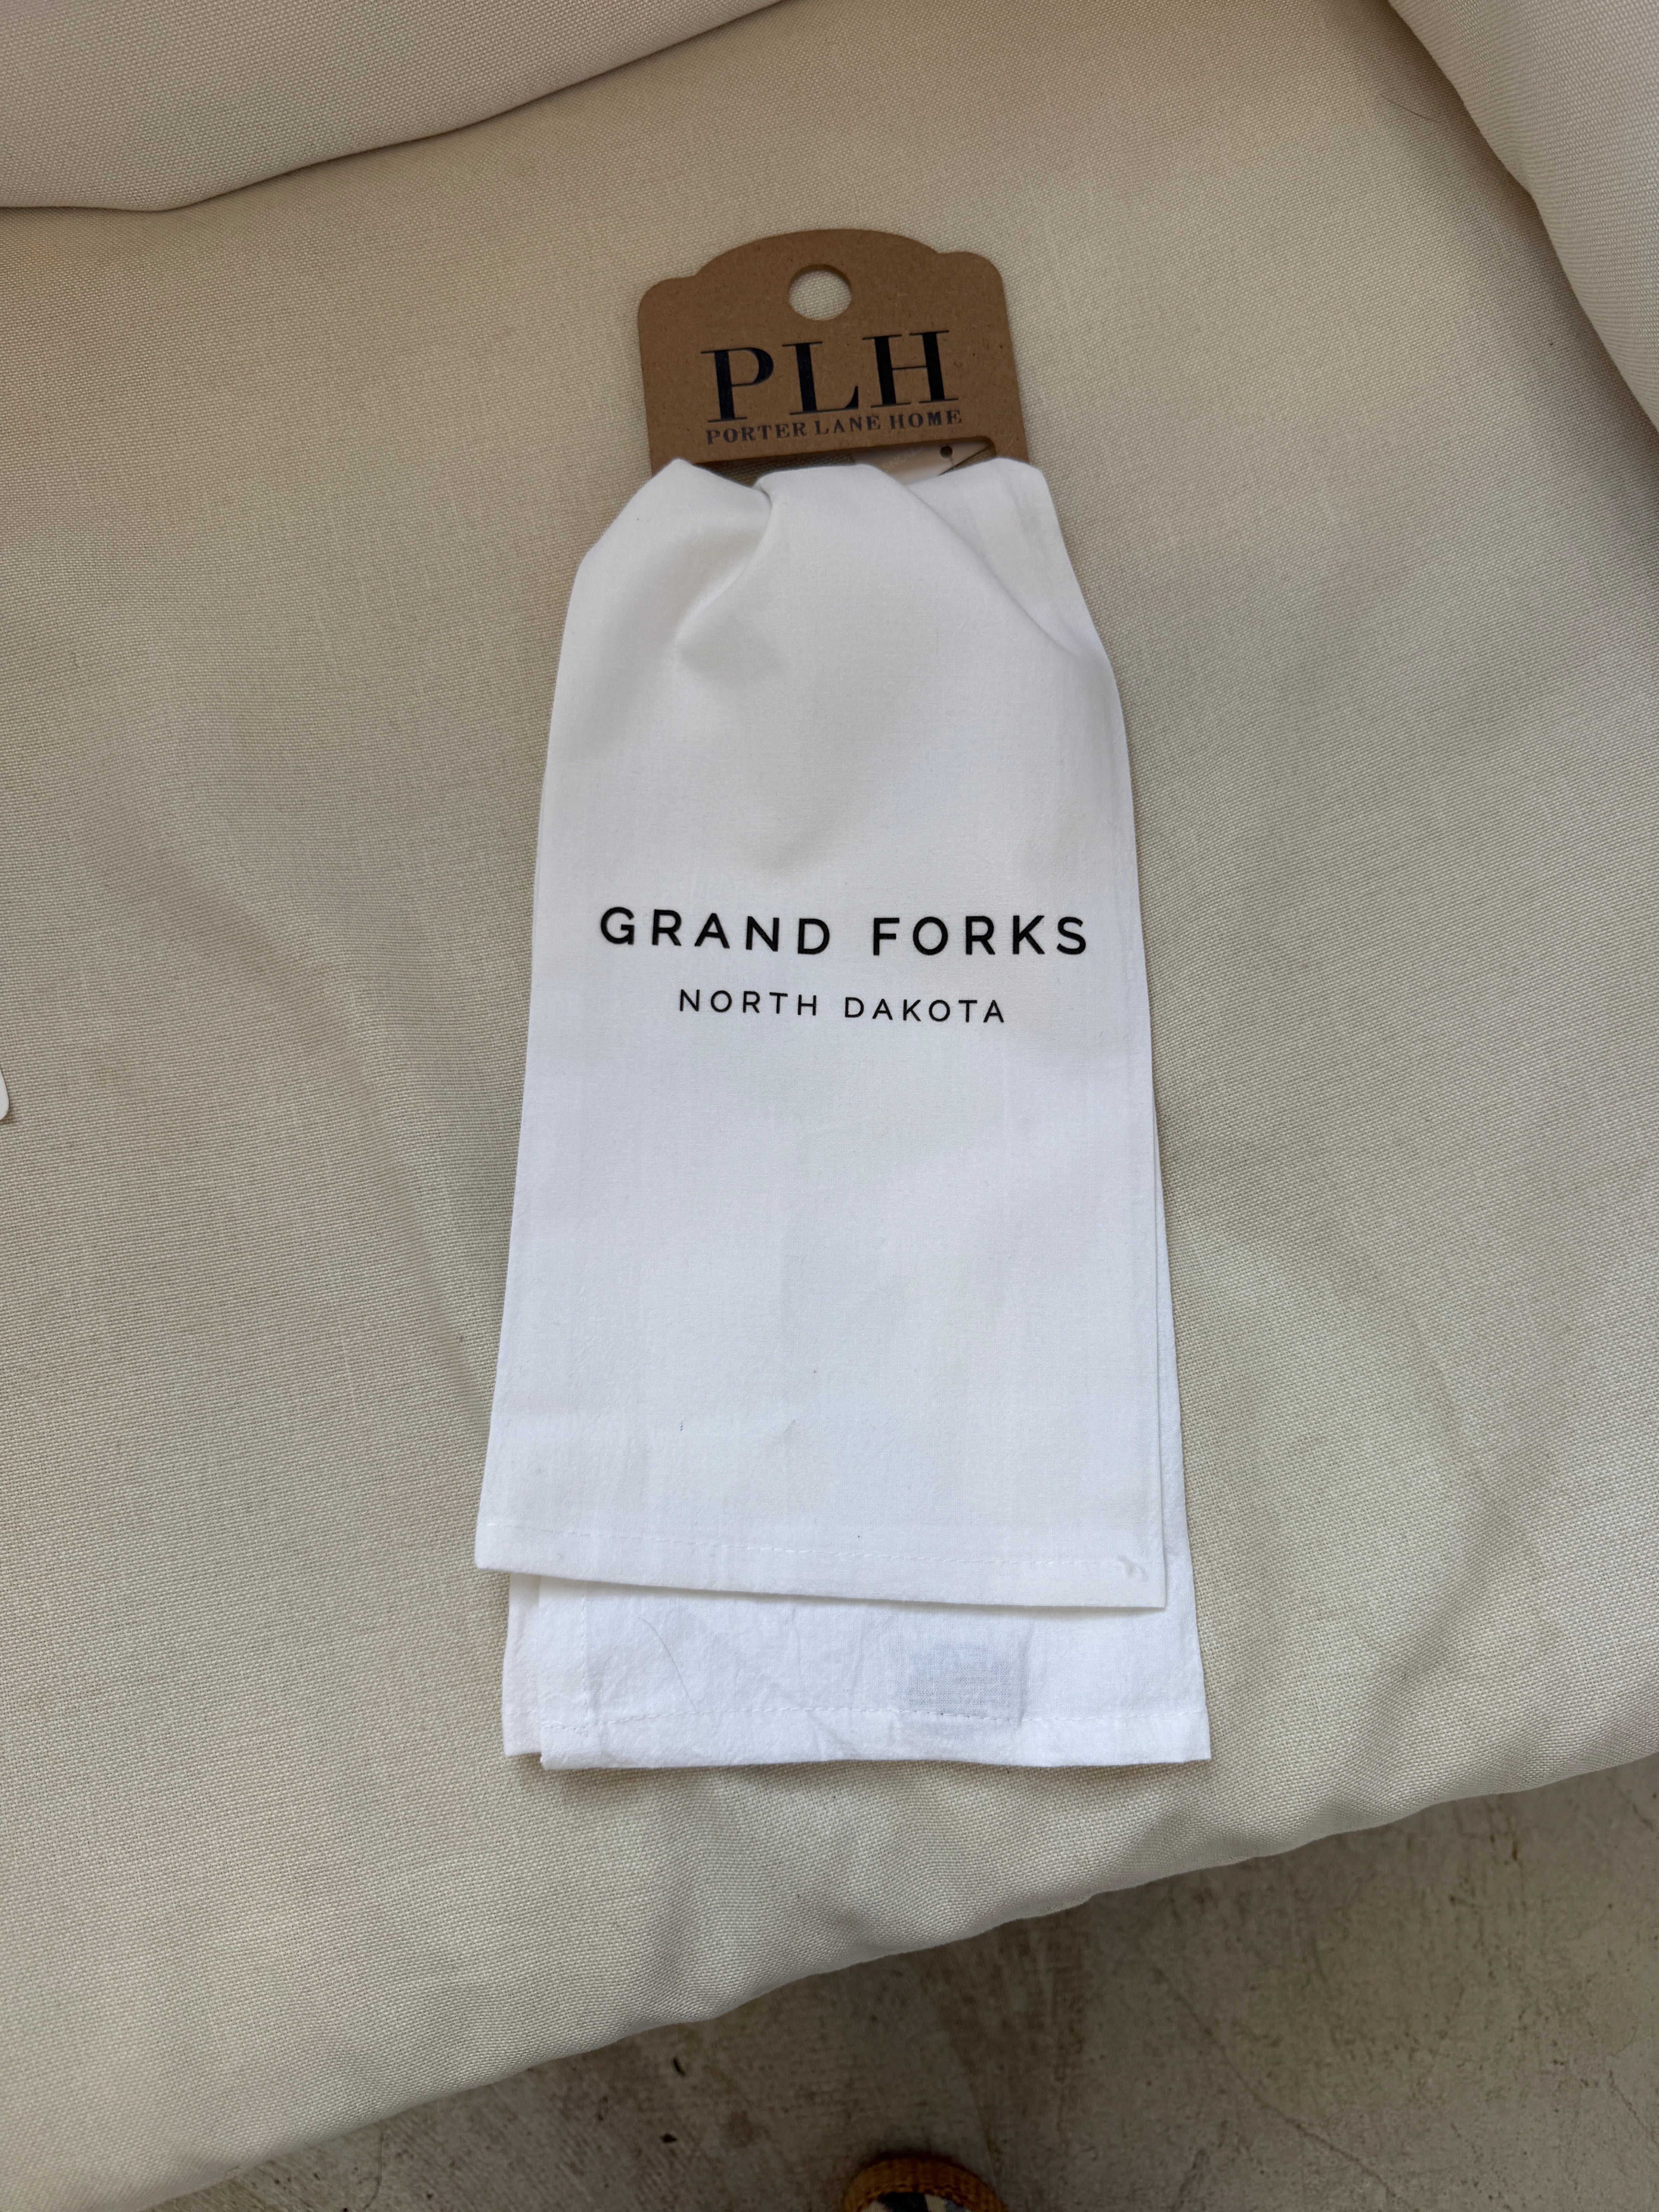 PLH
PORTER LANE HOME
GRAND FORKS
NORTH DAKOTA